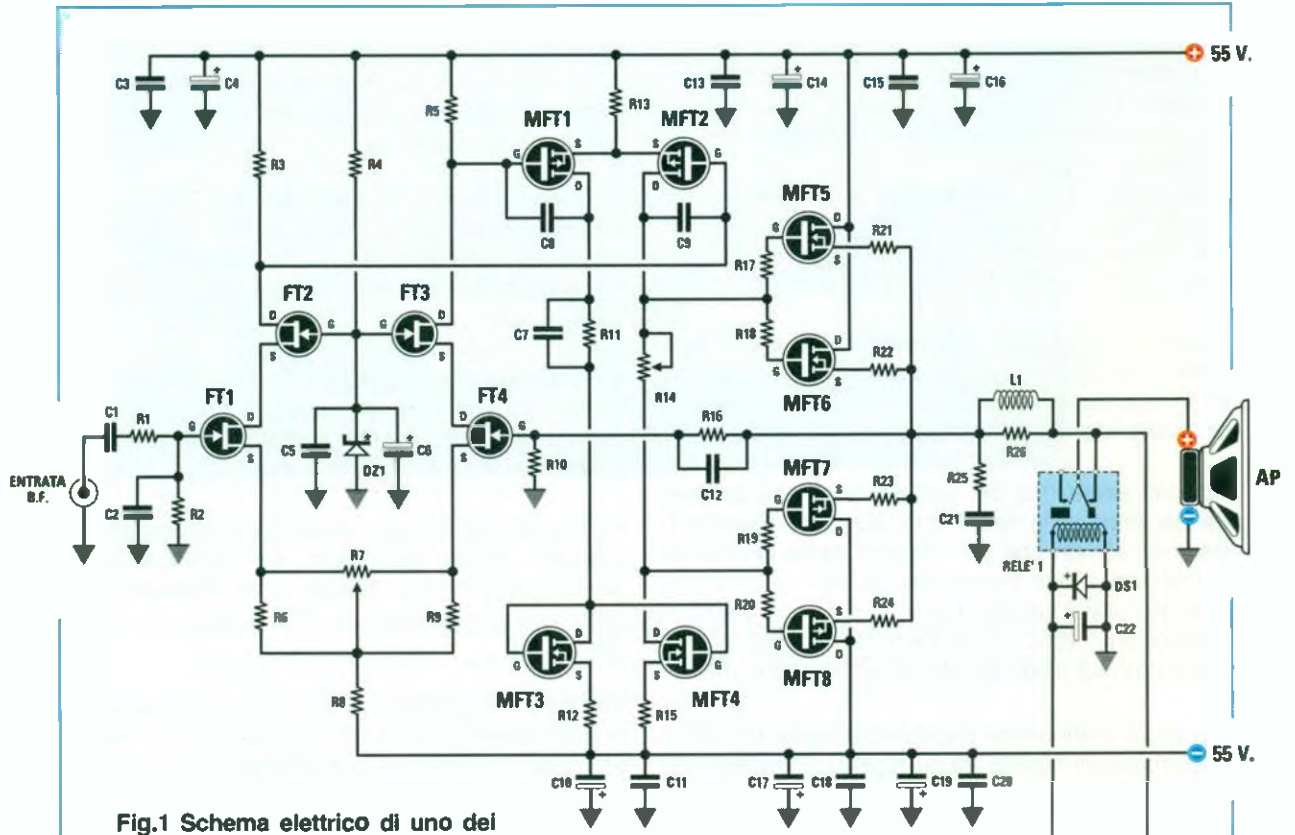 55 V.
C3
C4
C13
C14
C15
C16
R5
R13
MFT1
MFT2
R3
R4
G
S
S
G
D
D
MFT5
C8
C9
G
D
S
R21
R17
FT2
FT3
D
G
D
S
S
C7
R11
R18
R14
D
S
G
R22
MFT6
L1
FT1
FT4
C1
R1
G
D
S
D
G
S
C5
DZ1
C6
R16
C12
R10
R26
ENTRATA
B.F.
C2
R2
MFT7
R25
C21
AP
R7
G
S
D
R23
R19
RELE' 1
DS1
C22
R6
R9
R20
S
D
G
R24
MFT8
D
G
S
D
G
S
MFT3
MFT4
R8
R12
R15
55 V.
C10
C11
C17
C18
C19
C20
Fig.1 Schema elettrico di uno dei